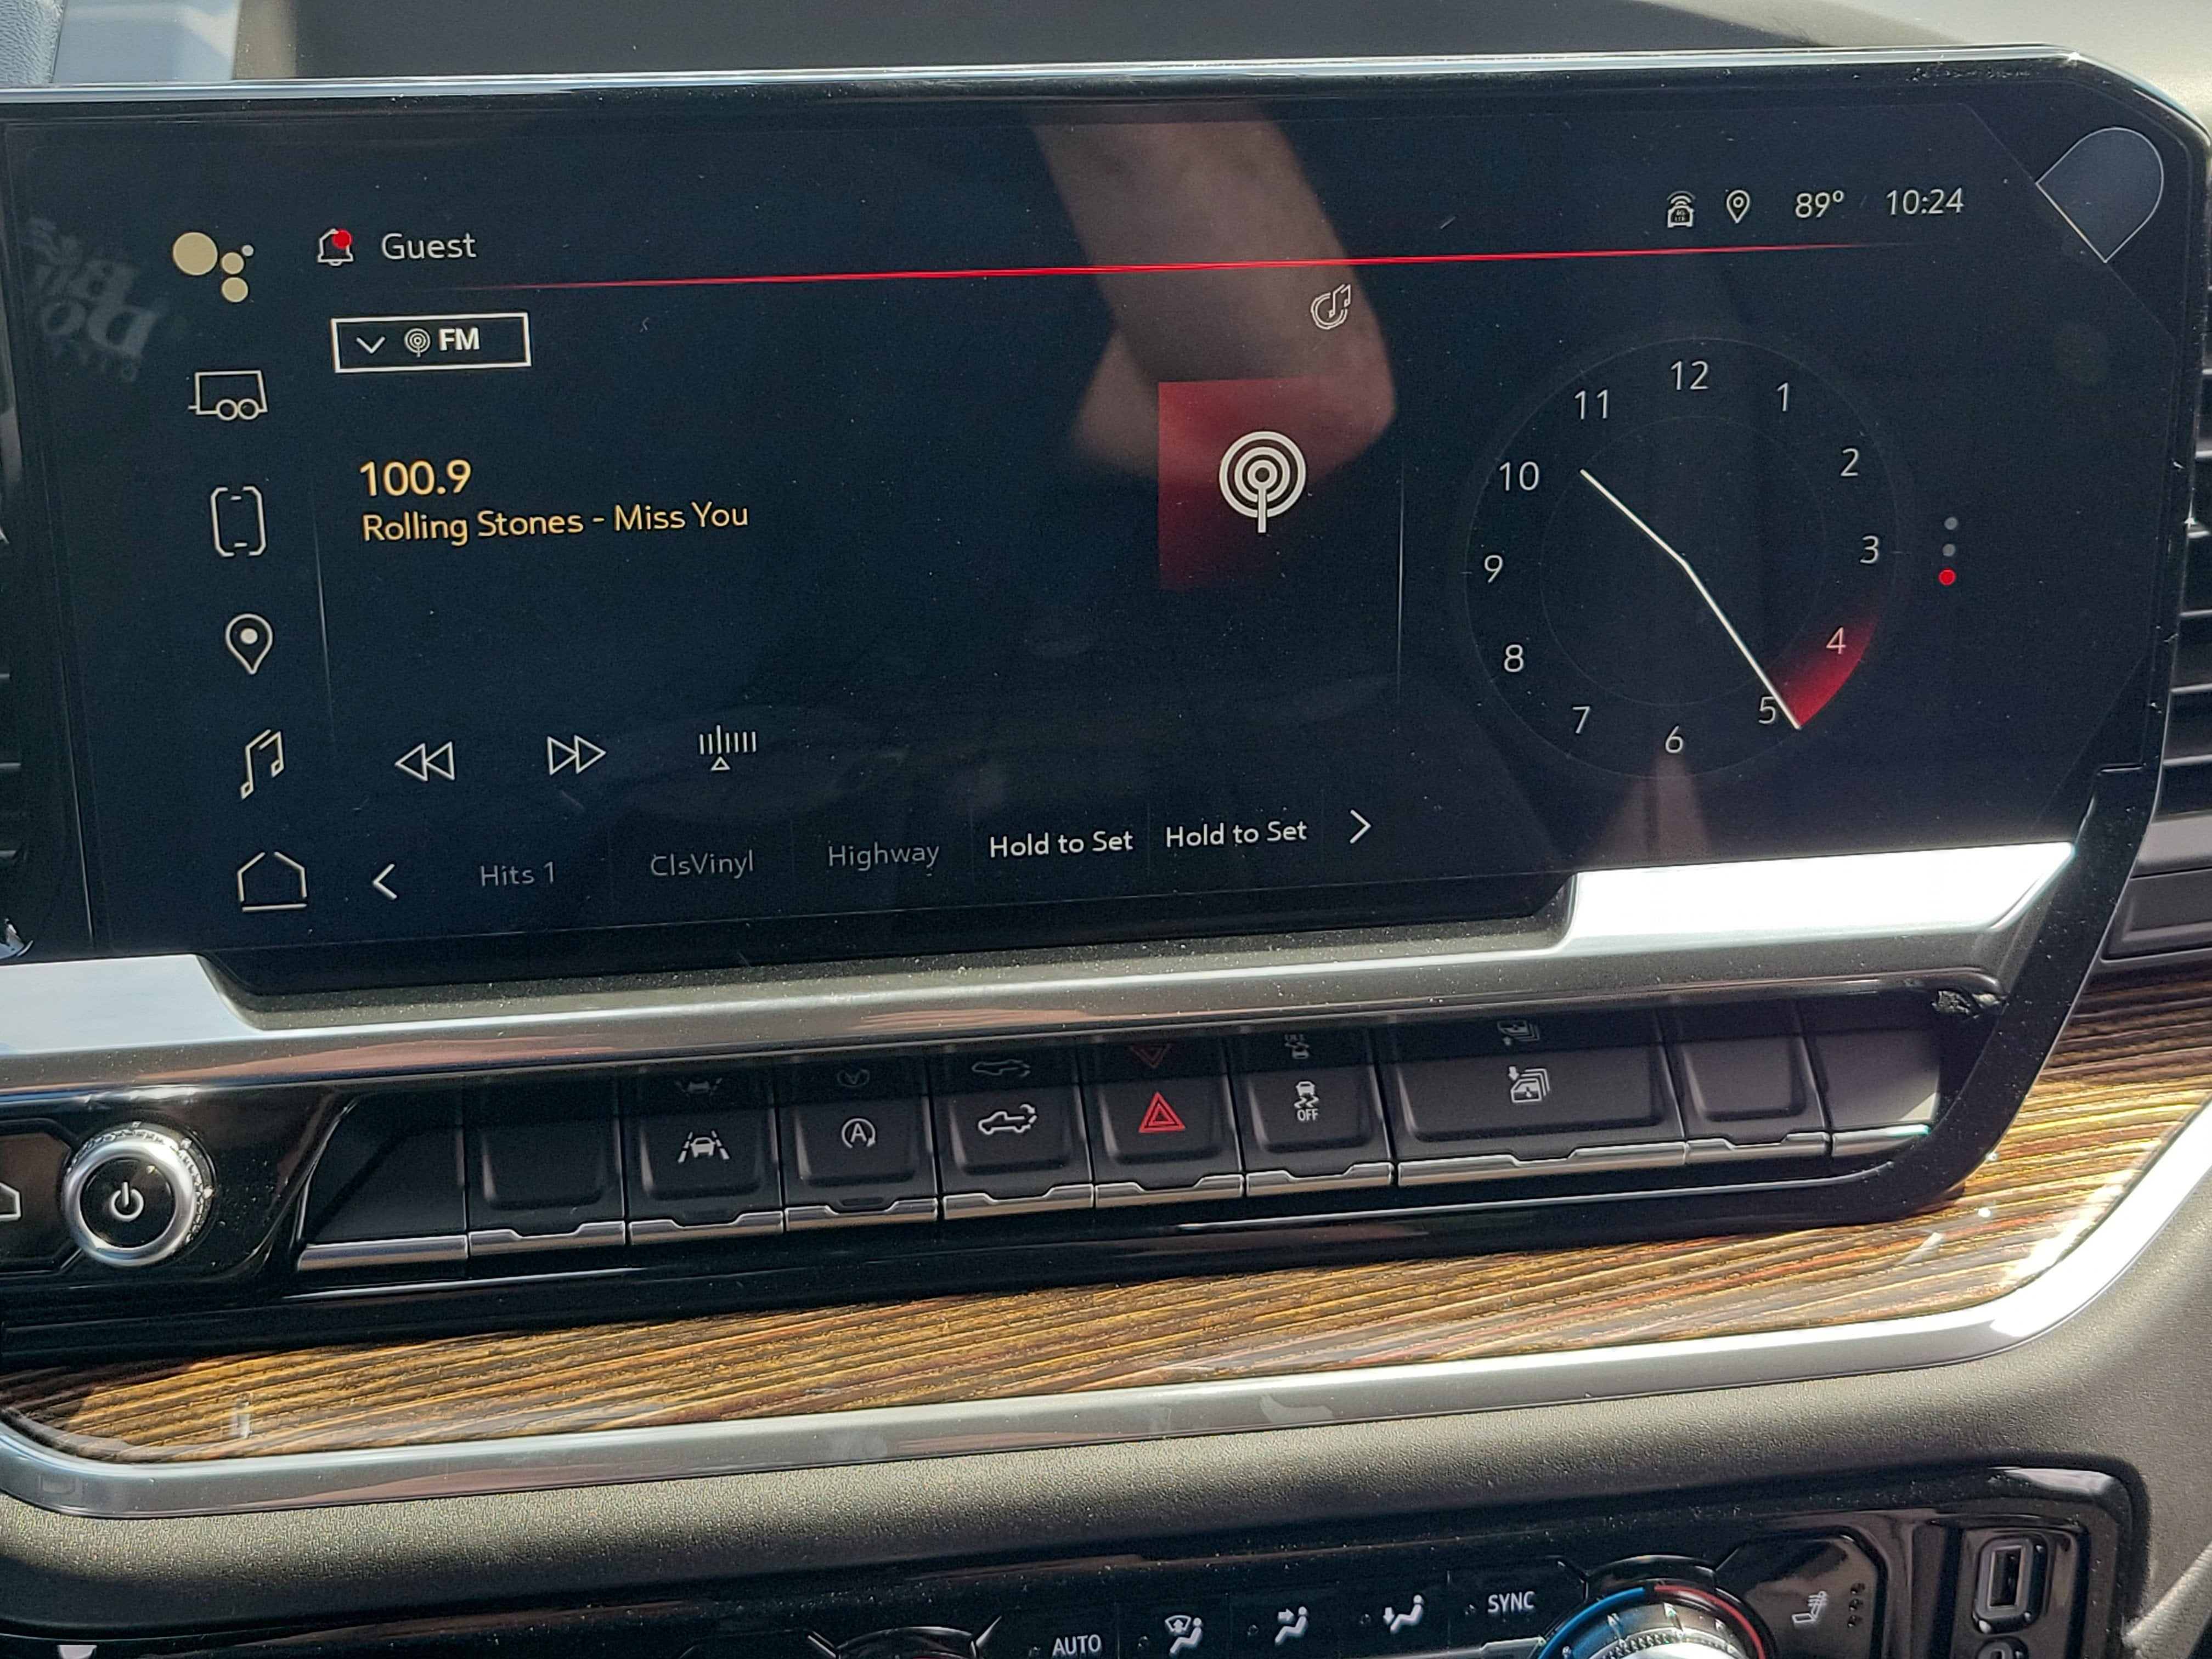 Guest
89° 10:24
FM
100.9
Rolling Stones - Miss You
12
1
2
3
4
5
6
7
8
9
10
11
Hits 1 ClsVinyl Highway Hold to Set Hold to Set
A OFF
AUTO SYNC